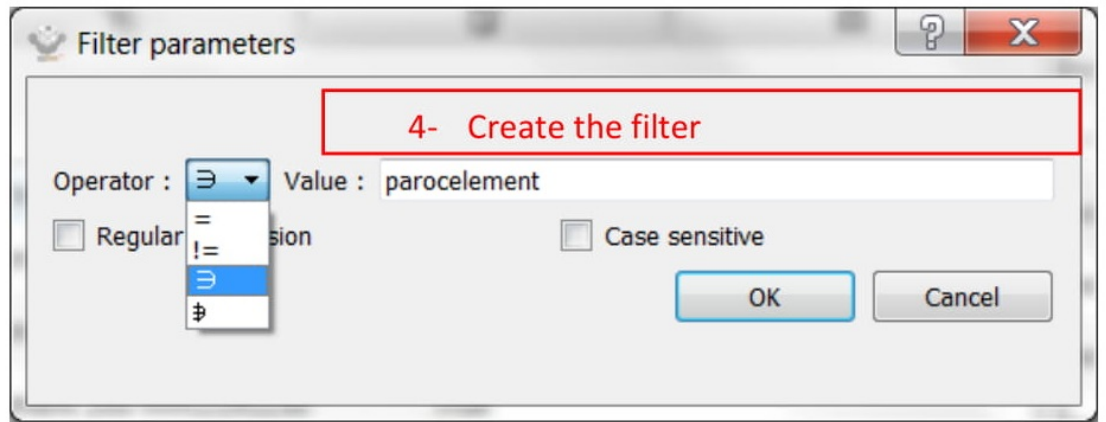 Filter parameters
4- Create the filter
Operator : ∋ Value : parocelement
=
Regular sion Case sensitive
!=
∋
∌
OK Cancel